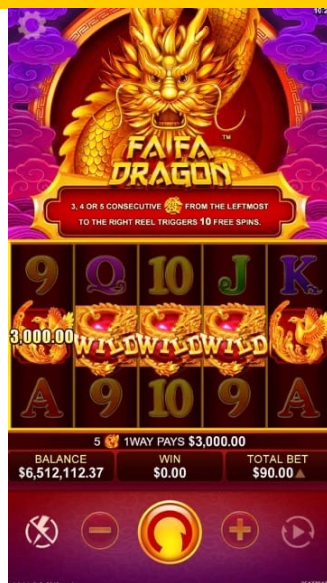 FA FA
DRAGON™
3, 4 OR 5 CONSECUTIVE 發 FROM THE LEFTMOST
TO THE RIGHT REEL TRIGGERS 10 FREE SPINS.
9 Q 10 J K
3,000.00 WILD WILD WILD
A 9 10 9 A
5 1WAY PAYS $3,000.00
BALANCE WIN TOTAL BET
$6,512,112.37 $0.00 $90.00